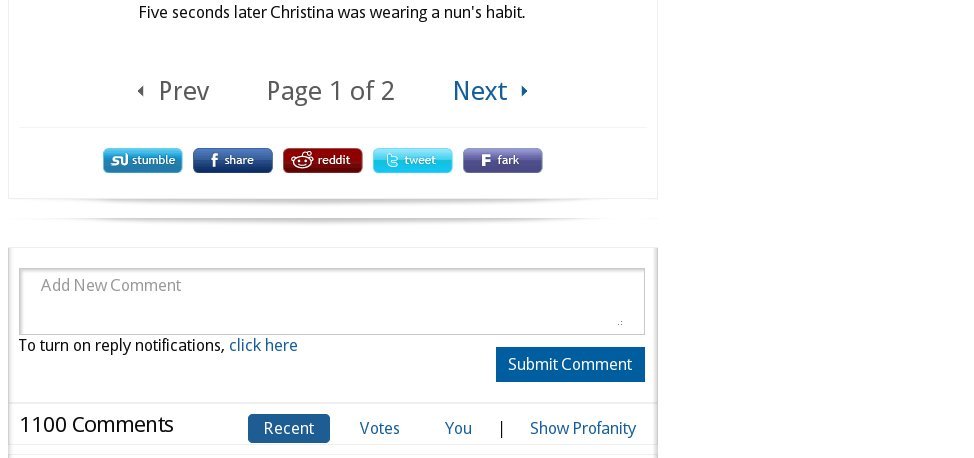 Five seconds later Christina was wearing a nun's habit.
Prev Page 1 of 2 Next
stumble share reddit tweet fark
Add New Comment
To turn on reply notifications, click here
Submit Comment
1100 Comments Recent Votes You | Show Profanity